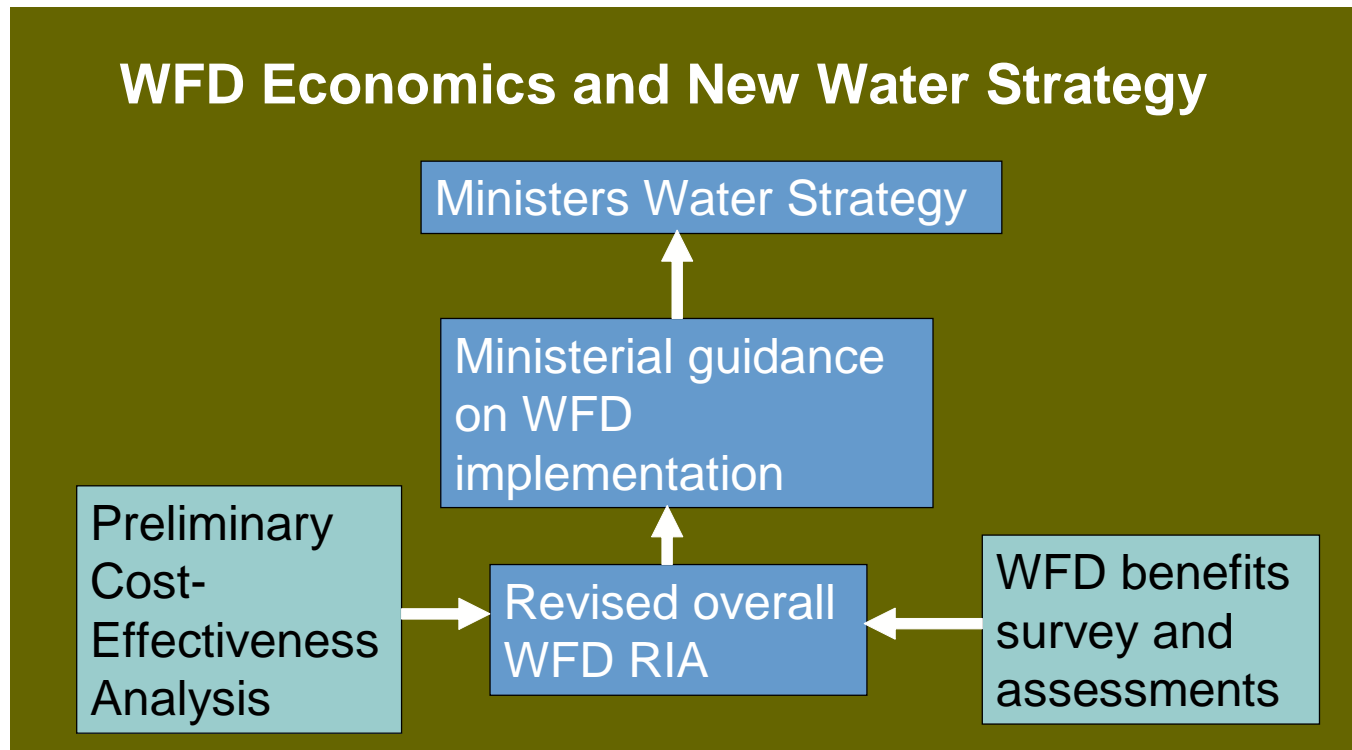 WFD Economics and New Water Strategy
Ministers Water Strategy
Ministerial guidance
on WFD
implementation
Preliminary
Cost-
Effectiveness
Analysis
Revised overall
WFD RIA
WFD benefits
survey and
assessments